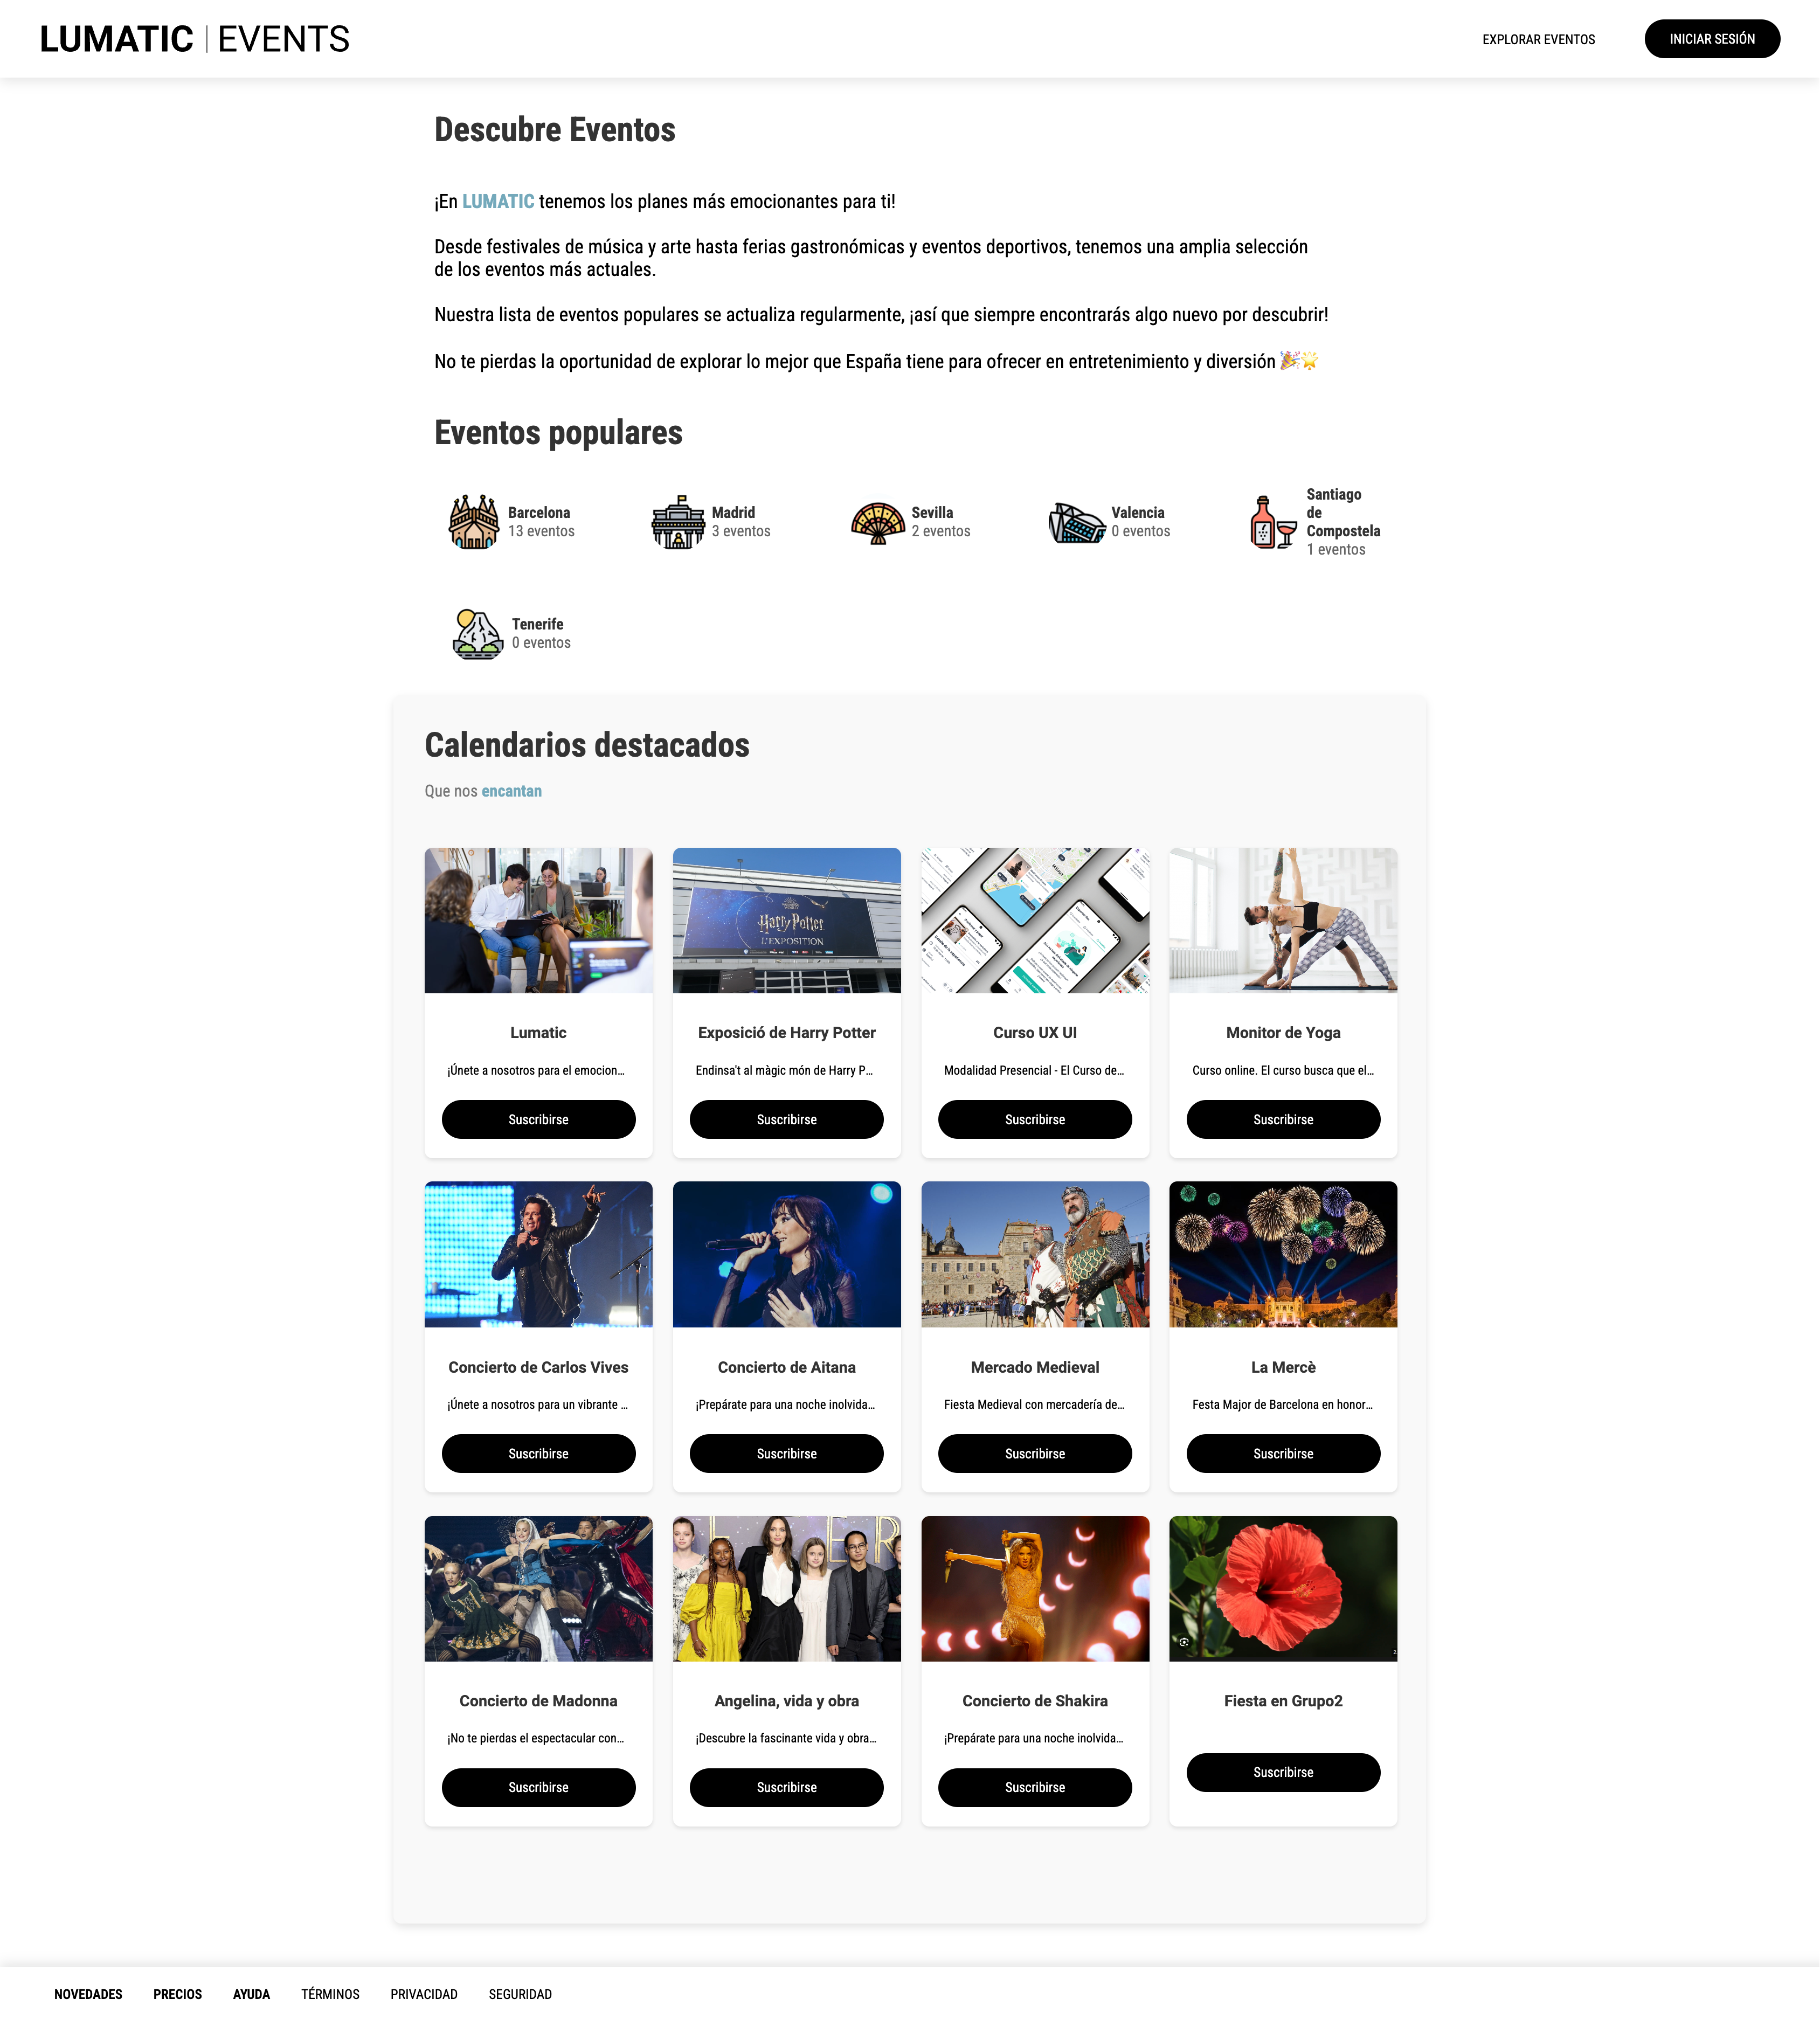 LUMATIC | EVENTS
EXPLORAR EVENTOS
INICIAR SESIÓN
Descubre Eventos
¡En LUMATIC tenemos los planes más emocionantes para ti!
Desde festivales de música y arte hasta ferias gastronómicas y eventos deportivos, tenemos una amplia selección
de los eventos más actuales.
Nuestra lista de eventos populares se actualiza regularmente, ¡así que siempre encontrarás algo nuevo por descubrir!
No te pierdas la oportunidad de explorar lo mejor que España tiene para ofrecer en entretenimiento y diversión 🎉🌟
Eventos populares
Barcelona
13 eventos
Madrid
3 eventos
Sevilla
2 eventos
Valencia
0 eventos
Santiago
de
Compostela
1 eventos
Tenerife
0 eventos
Calendarios destacados
Que nos encantan
Harry Potter
L'EXPOSITION
Lumatic
¡Únete a nosotros para el emocion...
Suscribirse
Exposició de Harry Potter
Endinsa't al màgic món de Harry P...
Suscribirse
Curso UX UI
Modalidad Presencial - El Curso de...
Suscribirse
Monitor de Yoga
Curso online. El curso busca que el...
Suscribirse
Concierto de Carlos Vives
¡Únete a nosotros para un vibrante ...
Suscribirse
Concierto de Aitana
¡Prepárate para una noche inolvida...
Suscribirse
Mercado Medieval
Fiesta Medieval con mercadería de...
Suscribirse
La Mercè
Festa Major de Barcelona en honor...
Suscribirse
Concierto de Madonna
¡No te pierdas el espectacular con...
Suscribirse
Angelina, vida y obra
¡Descubre la fascinante vida y obra...
Suscribirse
Concierto de Shakira
¡Prepárate para una noche inolvida...
Suscribirse
Fiesta en Grupo2
Suscribirse
NOVEDADES
PRECIOS
AYUDA
TÉRMINOS
PRIVACIDAD
SEGURIDAD